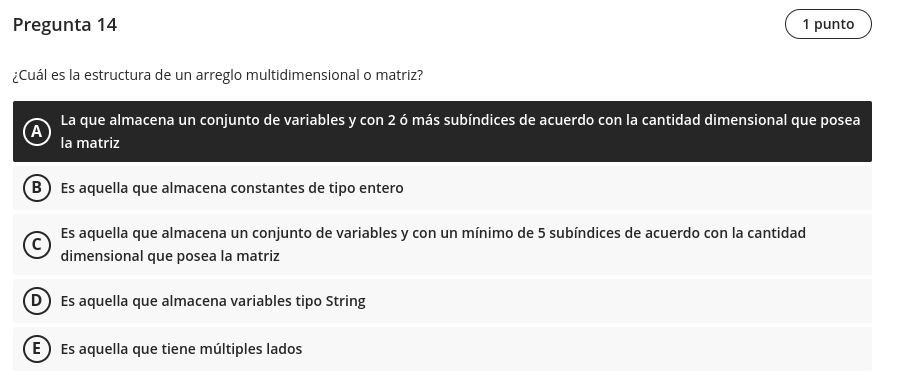 Pregunta 14
1 punto
¿Cuál es la estructura de un arreglo multidimensional o matriz?
A
La que almacena un conjunto de variables y con 2 ó más subíndices de acuerdo con la cantidad dimensional que posea
la matriz
B
Es aquella que almacena constantes de tipo entero
C
Es aquella que almacena un conjunto de variables y con un mínimo de 5 subíndices de acuerdo con la cantidad
dimensional que posea la matriz
D
Es aquella que almacena variables tipo String
E
Es aquella que tiene múltiples lados